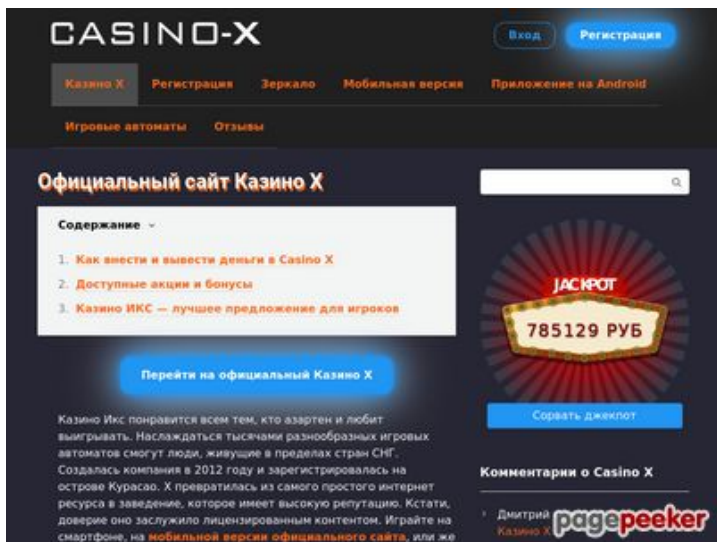 CASINO-X
Вход
Регистрация
Казино X
Регистрация
Зеркало
Мобильная версия
Приложение на Android
Игровые автоматы
Отзывы
Официальный сайт Казино X
Содержание
1. Как внести и вывести деньги в Casino X
2. Доступные акции и бонусы
3. Казино ИКС — лучшее предложение для игроков
Перейти на официальный Казино X
Казино Икс понравится всем тем, кто азартен и любит
выигрывать. Наслаждаться тысячами разнообразных игровых
автоматов смогут люди, живущие в пределах стран СНГ.
Создалась компания в 2012 году и зарегистрировалась на
острове Курасао. X превратилась из самого простого интернет
ресурса в заведение, которое имеет высокую репутацию. Кстати,
доверие оно заслужило лицензированным контентом. Играйте на
смартфоне, на мобильной версии официального сайта, или же
JACKPOT
785129 РУБ
Сорвать джекпот
Комментарии о Casino X
Дмитрий
Казино X
pagepeeker